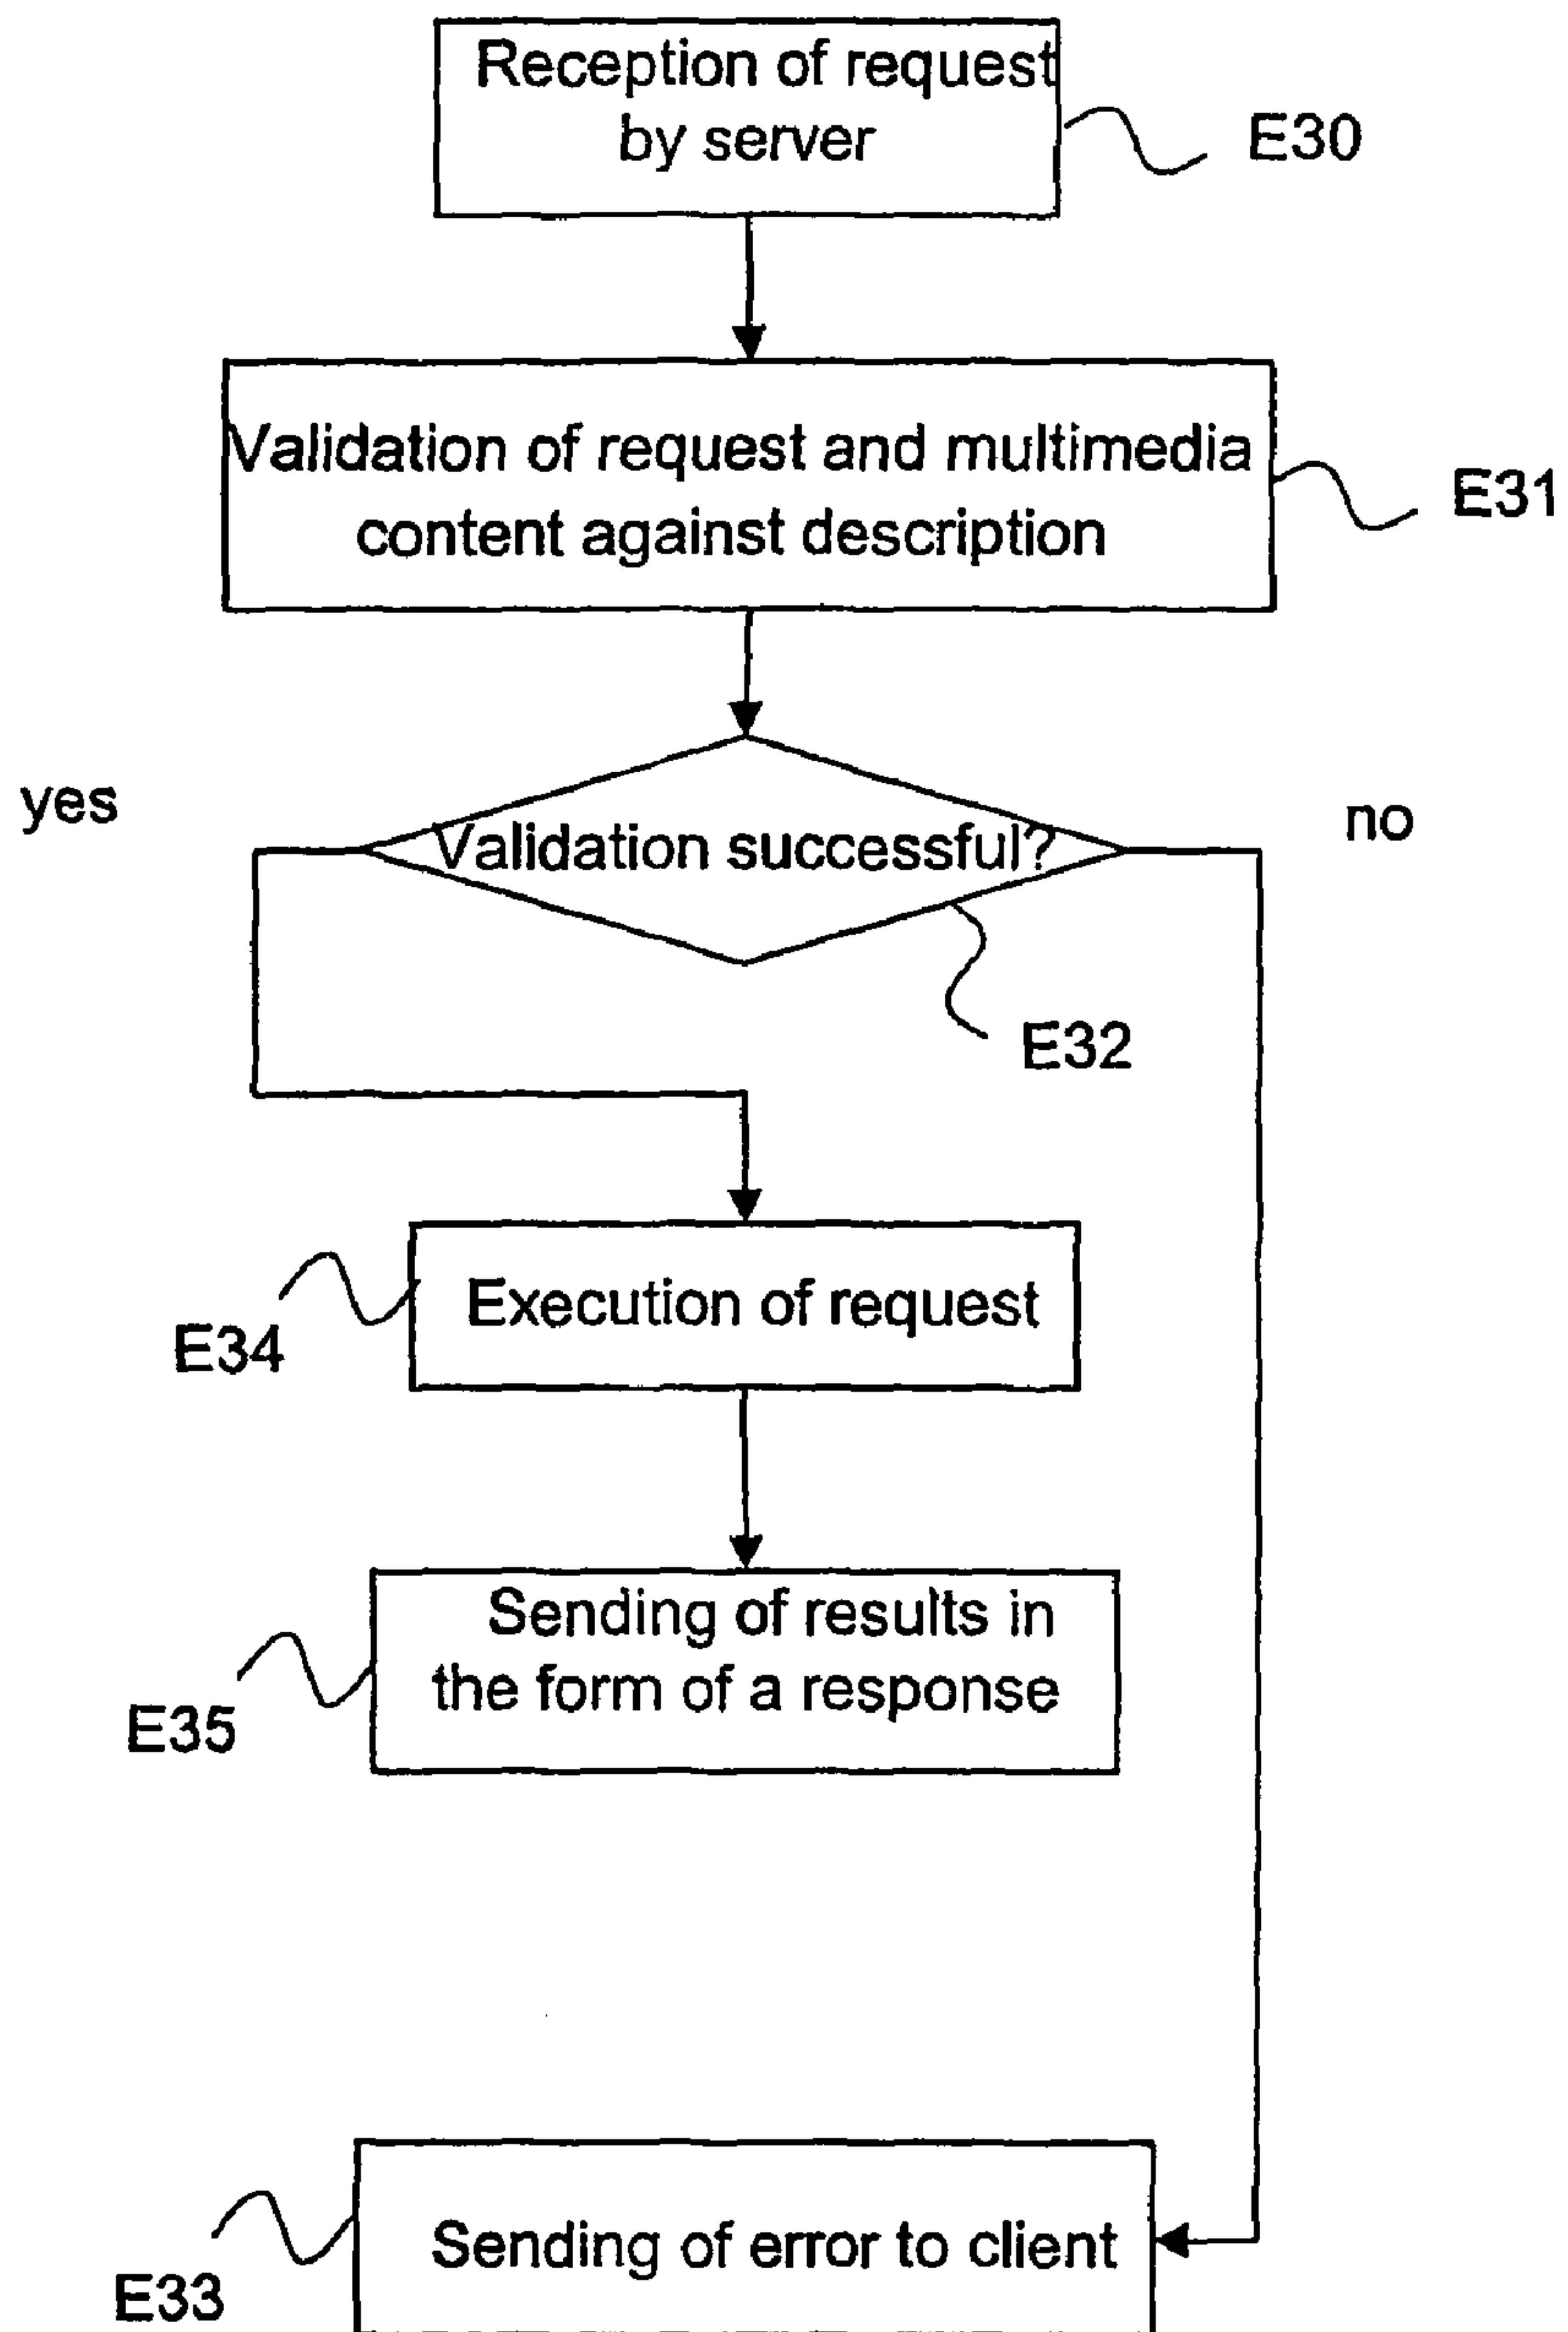 Reception of request
by server
E30
Validation of request and multimedia
content against description
E31
yes
Validation successful?
no
E32
Execution of request
E34
Sending of results in
the form of a response
E35
Sending of error to client
E33